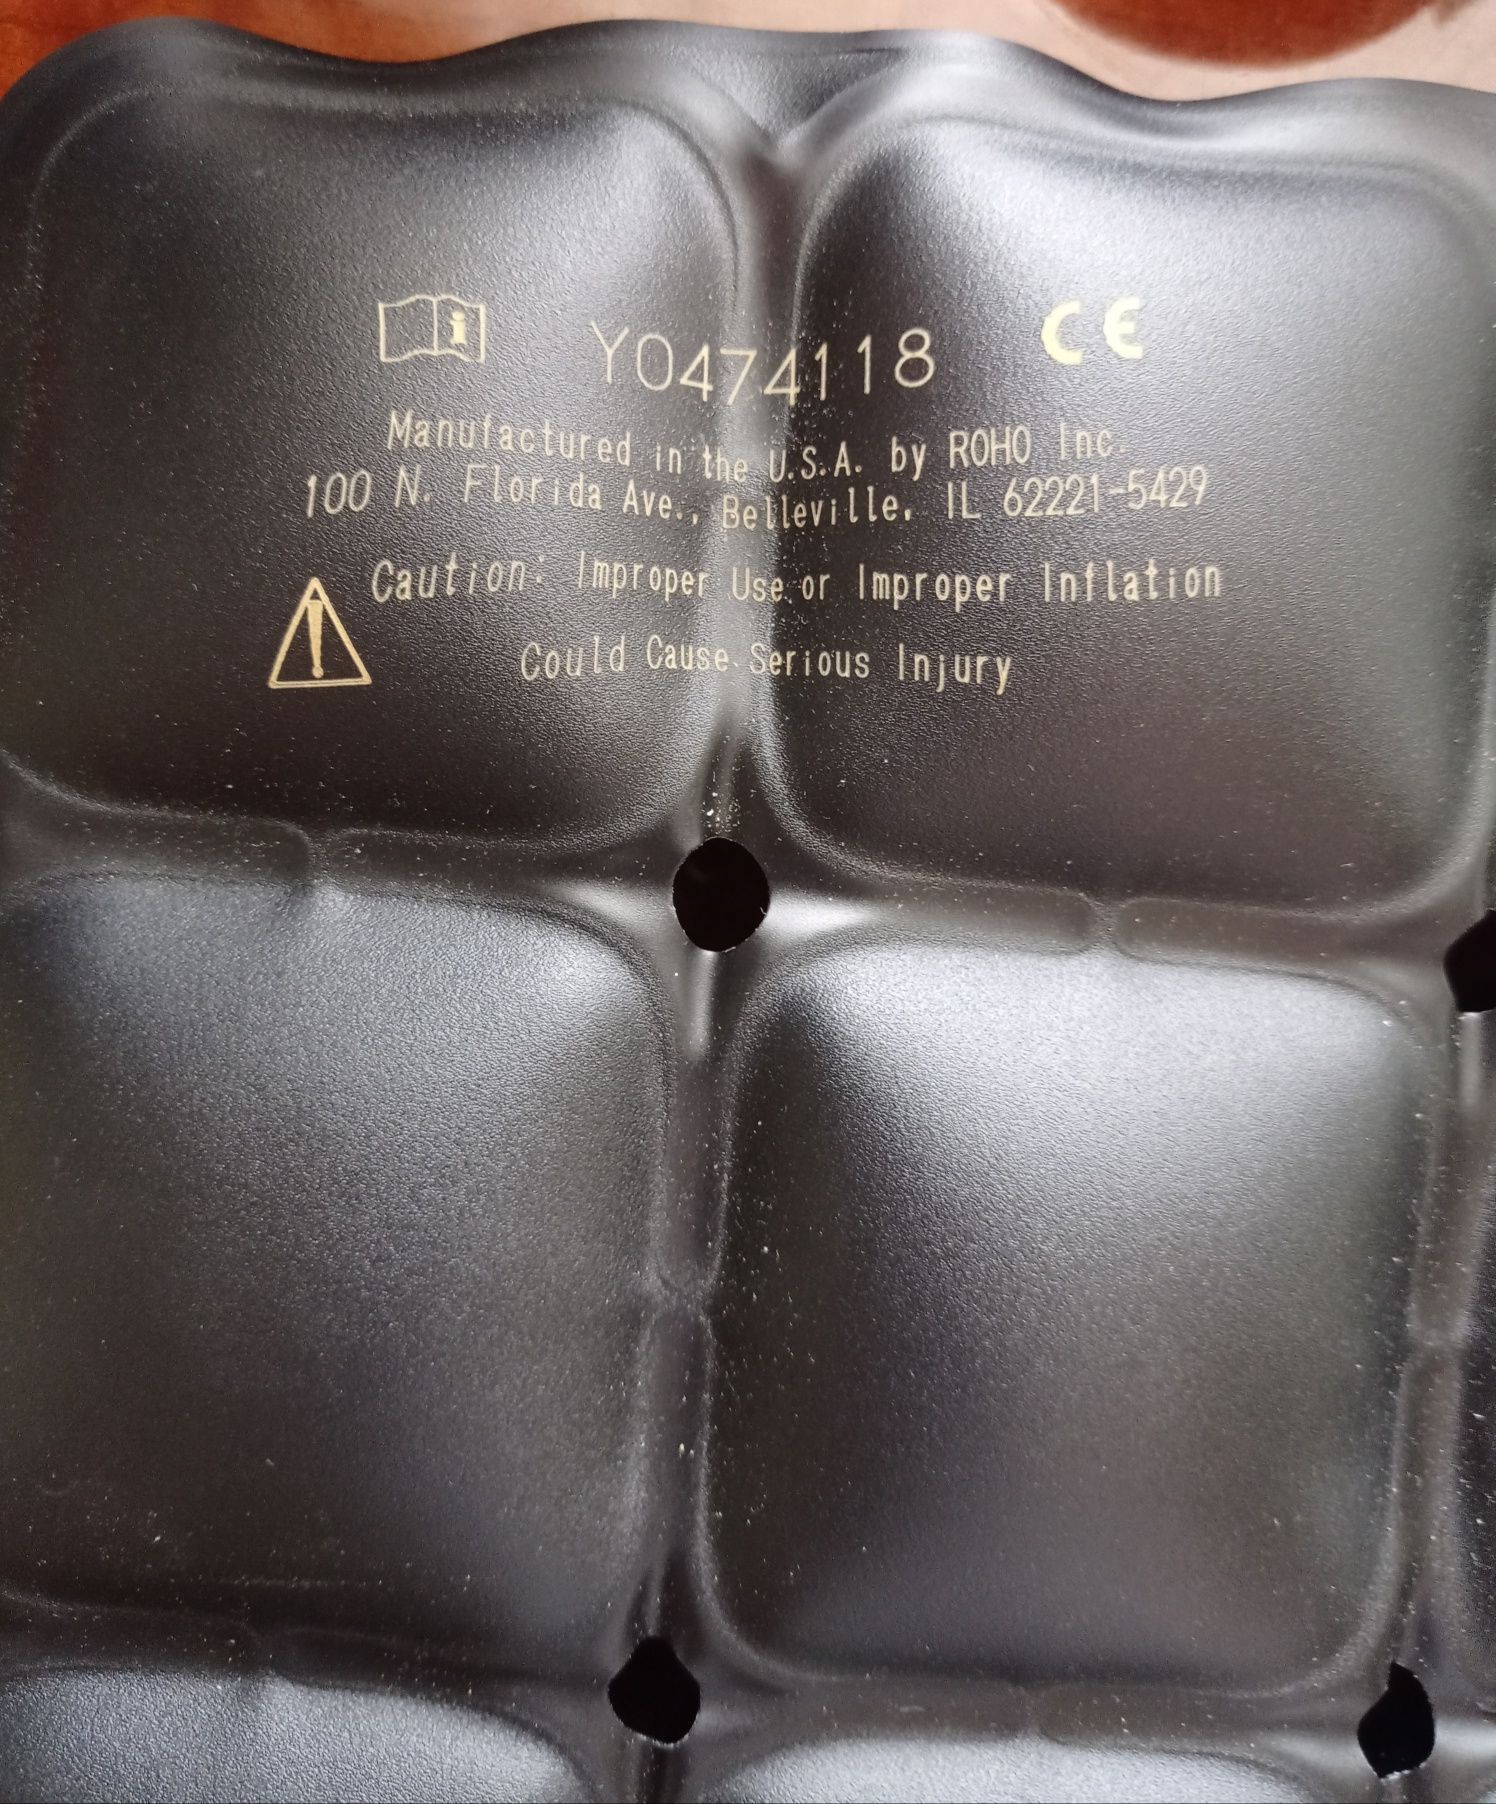 i Y0474118 CE
Manufactured in the U.S.A. by ROHO Inc.
100 N. Florida Ave., Belleville, IL 62221-5429
Caution: Improper Use or Improper Inflation
Could Cause Serious Injury